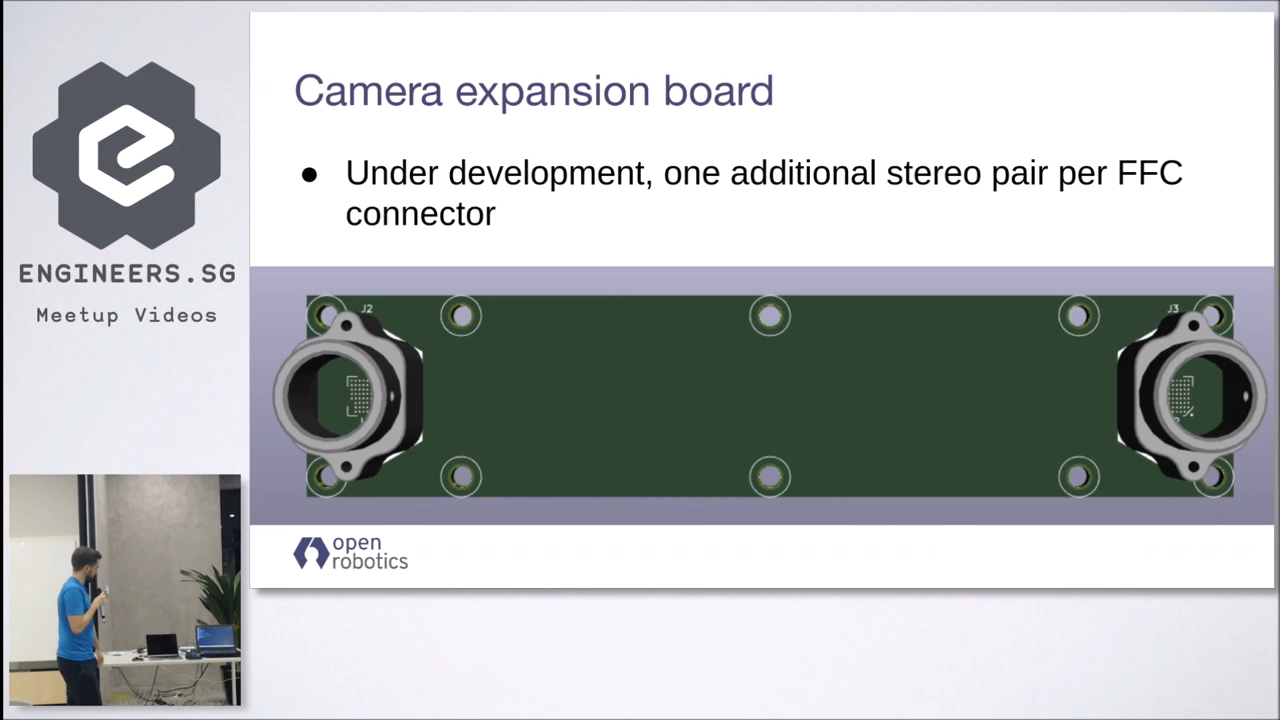 ENGINEERS.SG
Meetup Videos
Camera expansion board
● Under development, one additional stereo pair per FFC
connector
J2
J3
open
robotics